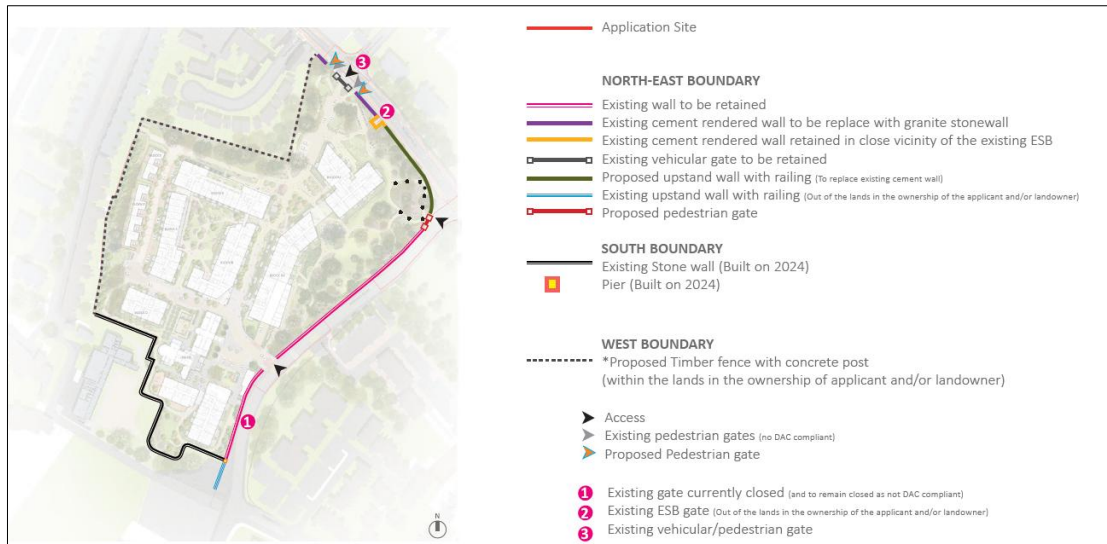 Application Site
NORTH-EAST BOUNDARY
Existing wall to be retained
Existing cement rendered wall to be replace with granite stonewall
Existing cement rendered wall retained in close vicinity of the existing ESB
Existing vehicular gate to be retained
Proposed upstand wall with railing (To replace existing cement wall)
Existing upstand wall with railing (Out of the lands in the ownership of the applicant and/or landowner)
Proposed pedestrian gate
SOUTH BOUNDARY
Existing Stone wall (Built on 2024)
Pier (Built on 2024)
WEST BOUNDARY
*Proposed Timber fence with concrete post
(within the lands in the ownership of applicant and/or landowner)
Access
Existing pedestrian gates (no DAC compliant)
Proposed Pedestrian gate
1 Existing gate currently closed (and to remain closed as not DAC compliant)
2 Existing ESB gate (Out of the lands in the ownership of the applicant and/or landowner)
3 Existing vehicular/pedestrian gate
3
2
1
N